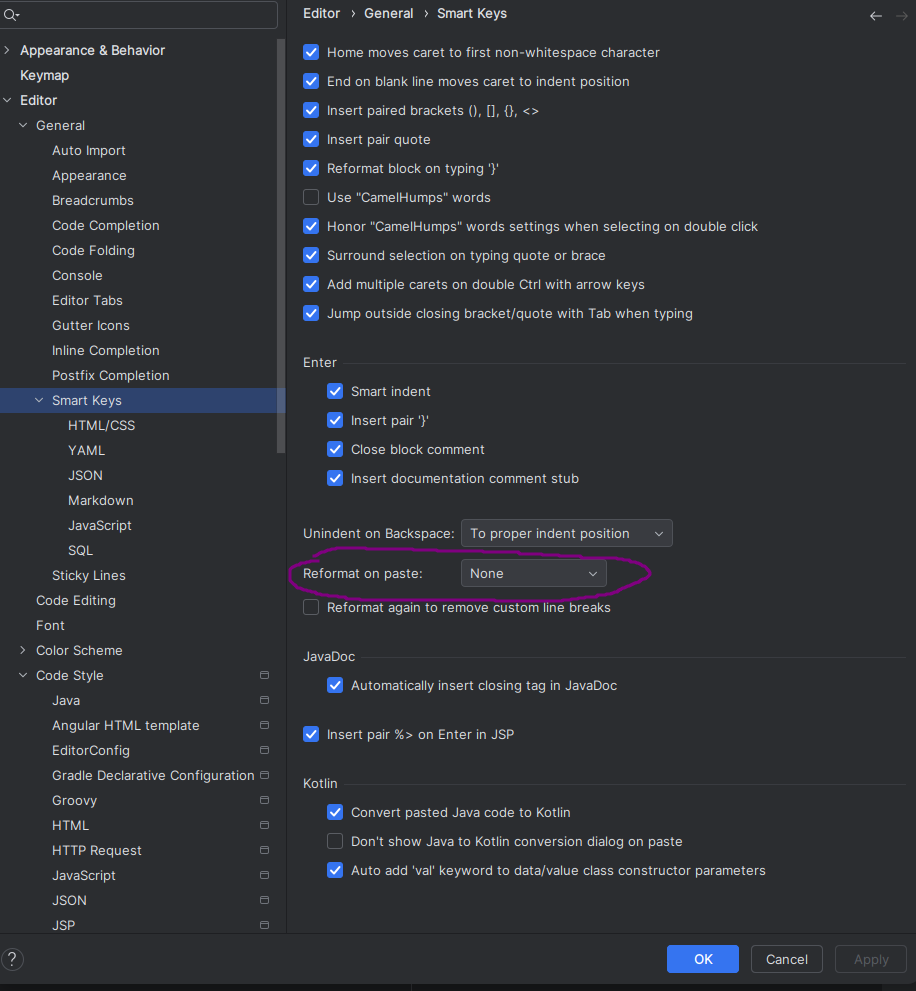 Appearance & Behavior
Keymap
Editor
General
Auto Import
Appearance
Breadcrumbs
Code Completion
Code Folding
Console
Editor Tabs
Gutter Icons
Inline Completion
Postfix Completion
Smart Keys
HTML/CSS
YAML
JSON
Markdown
JavaScript
SQL
Sticky Lines
Code Editing
Font
Color Scheme
Code Style
Java
Angular HTML template
EditorConfig
Gradle Declarative Configuration
Groovy
HTML
HTTP Request
JavaScript
JSON
JSP
?
Editor › General › Smart Keys
Home moves caret to first non-whitespace character
End on blank line moves caret to indent position
Insert paired brackets (), [], {}, <>
Insert pair quote
Reformat block on typing '}'
Use "CamelHumps" words
Honor "CamelHumps" words settings when selecting on double click
Surround selection on typing quote or brace
Add multiple carets on double Ctrl with arrow keys
Jump outside closing bracket/quote with Tab when typing
Enter
Smart indent
Insert pair '}'
Close block comment
Insert documentation comment stub
Unindent on Backspace: To proper indent position
Reformat on paste: None
Reformat again to remove custom line breaks
JavaDoc
Automatically insert closing tag in JavaDoc
Insert pair %> on Enter in JSP
Kotlin
Convert pasted Java code to Kotlin
Don't show Java to Kotlin conversion dialog on paste
Auto add 'val' keyword to data/value class constructor parameters
OK Cancel Apply